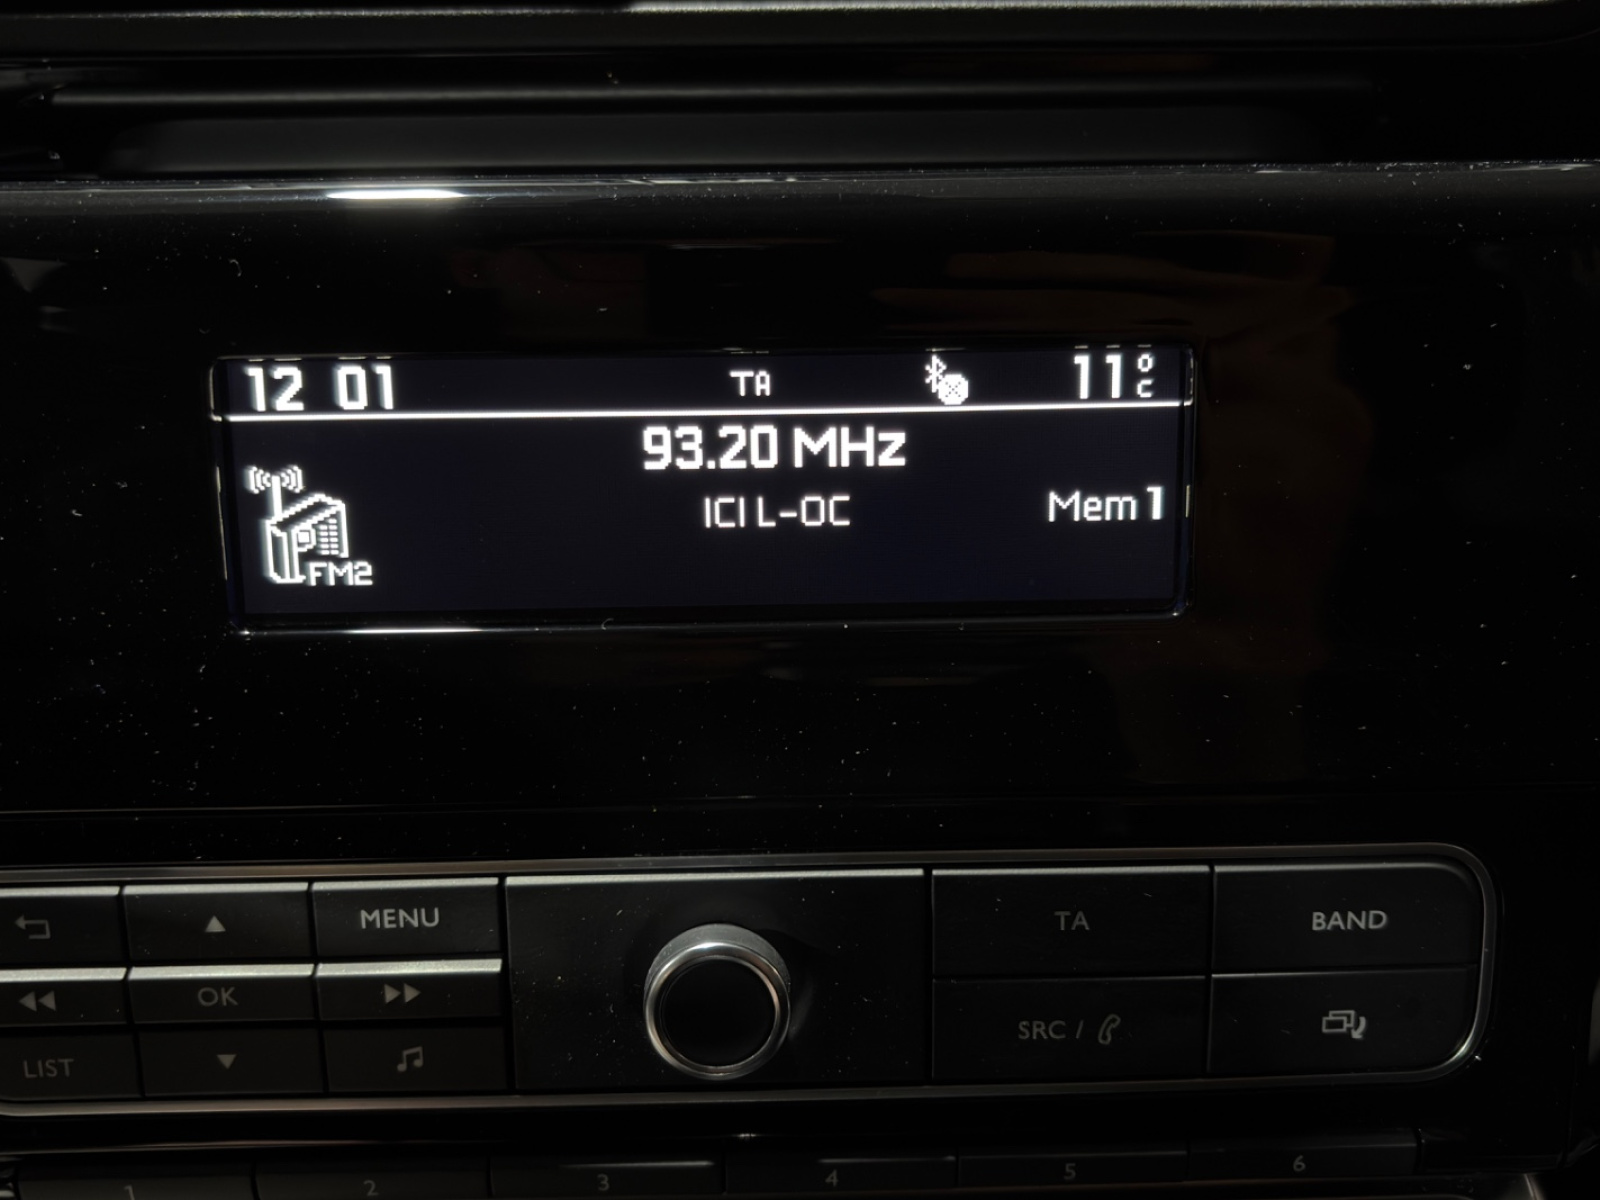 12 01 TA 11°C
93.20 MHz
ICI L-OC
Mem 1
FM2
MENU
TA
BAND
OK
SRC /
LIST
1 2 3 4 5 6